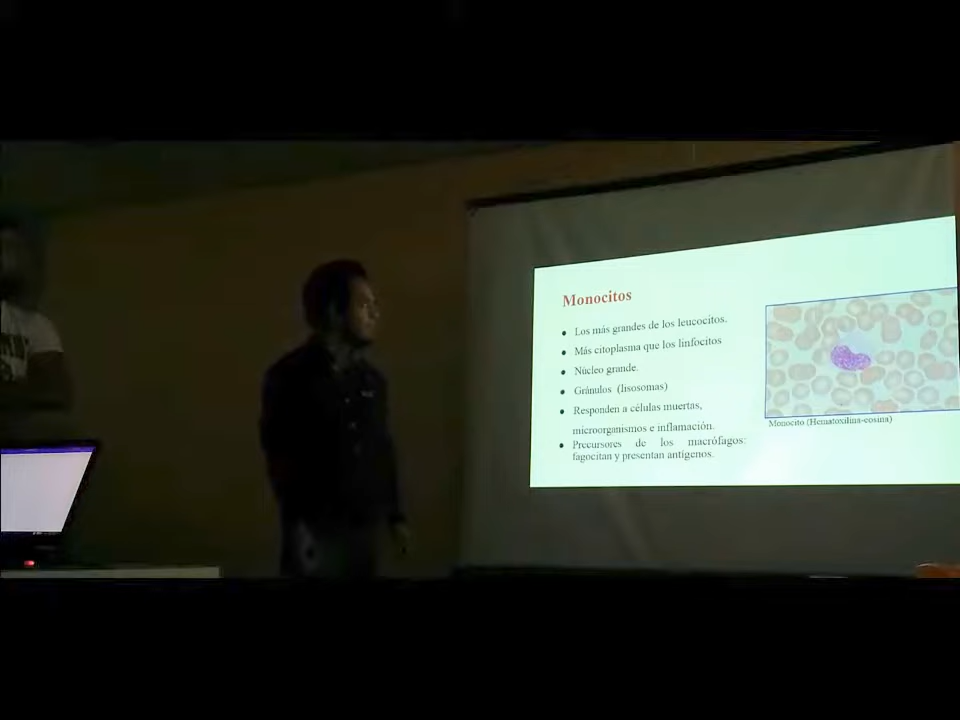 Monocitos
● Los más grandes de los leucocitos.
● Más citoplasma que los linfocitos
● Núcleo grande.
● Gránulos (lisosomas)
● Responden a células muertas,
microorganismos e inflamación.
● Precursores de los macrófagos:
fagocitan y presentan antígenos.
Monocito (Hematoxilina-eosina)